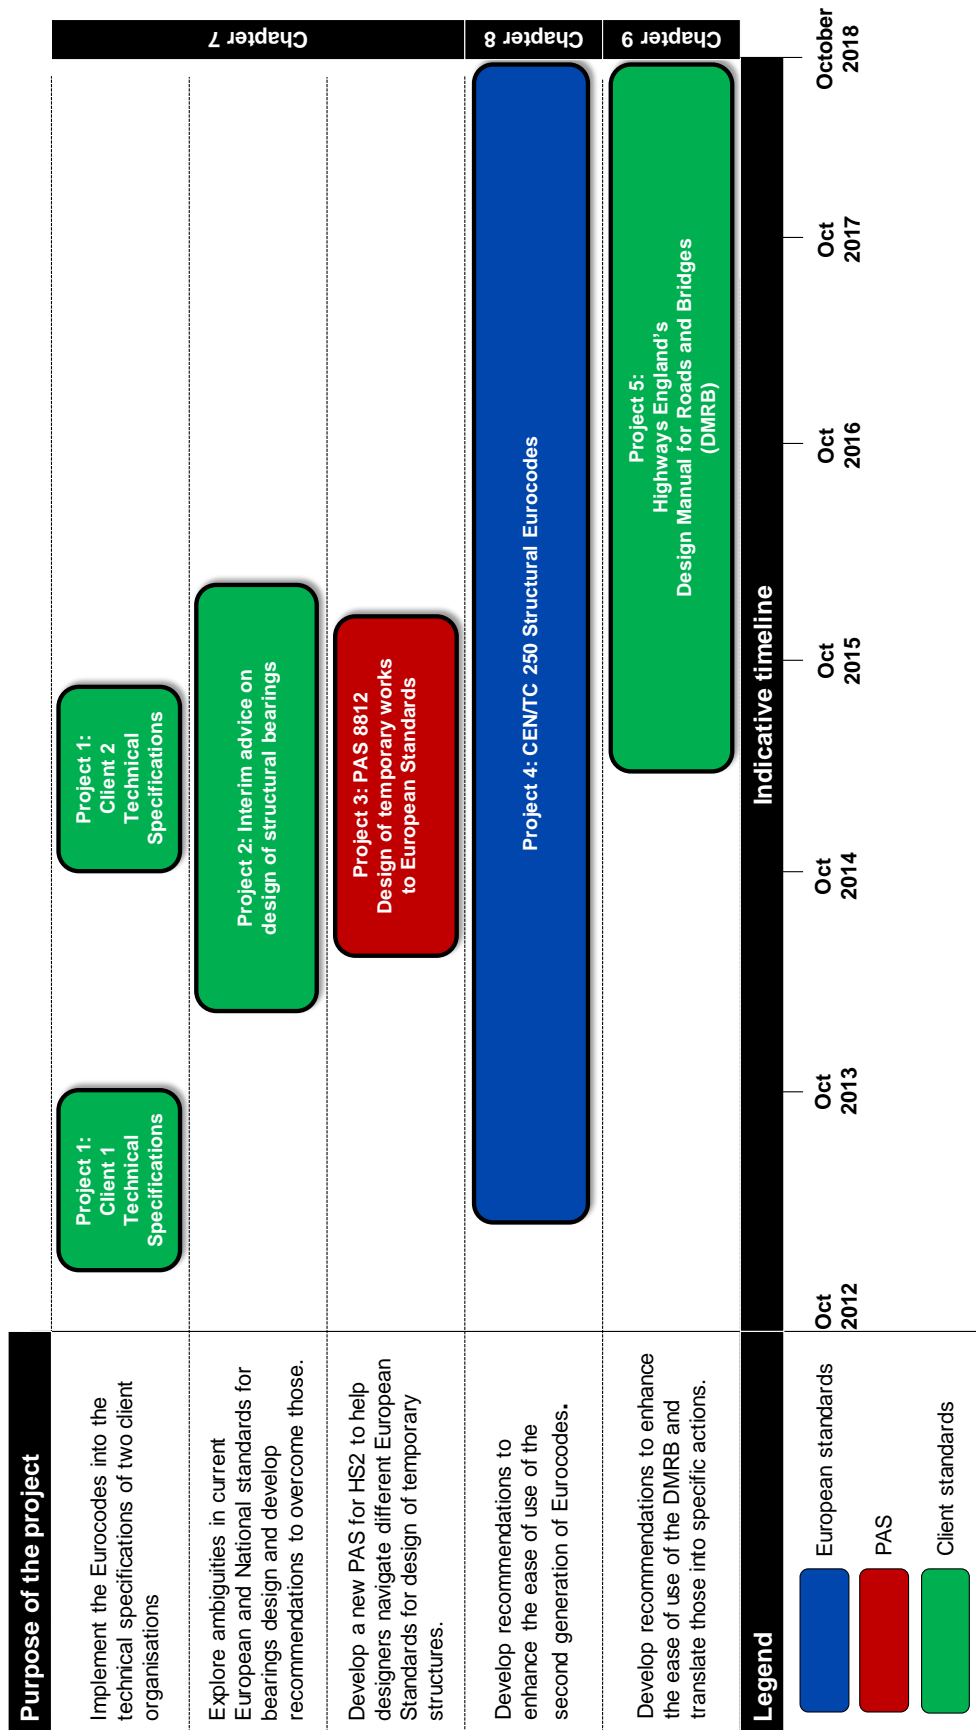 Purpose of the project
Implement the Eurocodes into the
technical specifications of two client
organisations
Project 1:
Client 1
Technical
Specifications
Project 1:
Client 2
Technical
Specifications
Chapter 7
Explore ambiguities in current
European and National standards for
bearings design and develop
recommendations to overcome those.
Project 2: Interim advice on
design of structural bearings
Develop a new PAS for HS2 to help
designers navigate different European
Standards for design of temporary
structures.
Project 3: PAS 8812
Design of temporary works
to European Standards
Develop recommendations to
enhance the ease of use of the
second generation of Eurocodes.
Project 4: CEN/TC 250 Structural Eurocodes
Chapter 8
Develop recommendations to enhance
the ease of use of the DMRB and
translate those into specific actions.
Project 5:
Highways England's
Design Manual for Roads and Bridges
(DMRB)
Chapter 9
Legend
Indicative timeline
European standards
PAS
Client standards
Oct
2012
Oct
2013
Oct
2014
Oct
2015
Oct
2016
Oct
2017
October
2018